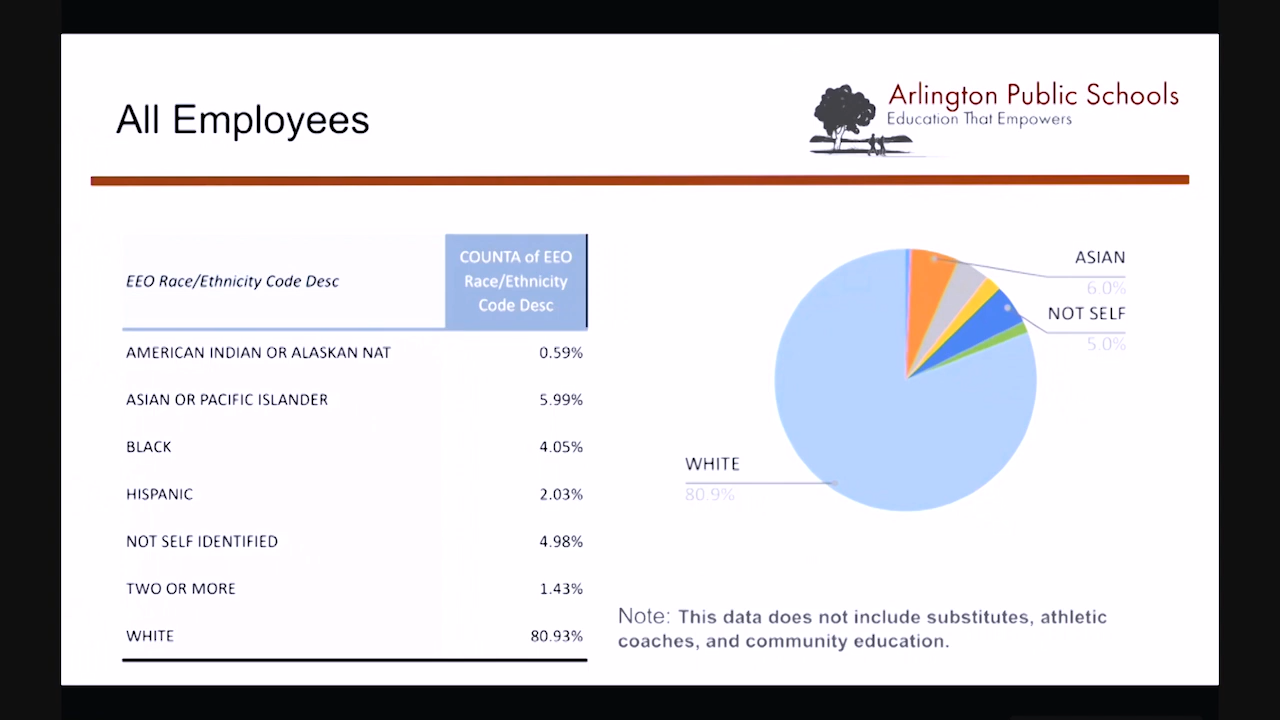 All Employees
Arlington Public Schools
Education That Empowers
EEO Race/Ethnicity Code Desc
COUNTA of EEO
Race/Ethnicity
Code Desc
AMERICAN INDIAN OR ALASKAN NAT 0.59%
ASIAN OR PACIFIC ISLANDER 5.99%
BLACK 4.05%
HISPANIC 2.03%
NOT SELF IDENTIFIED 4.98%
TWO OR MORE 1.43%
WHITE 80.93%
ASIAN
6.0%
NOT SELF
5.0%
WHITE
80.9%
Note: This data does not include substitutes, athletic
coaches, and community education.